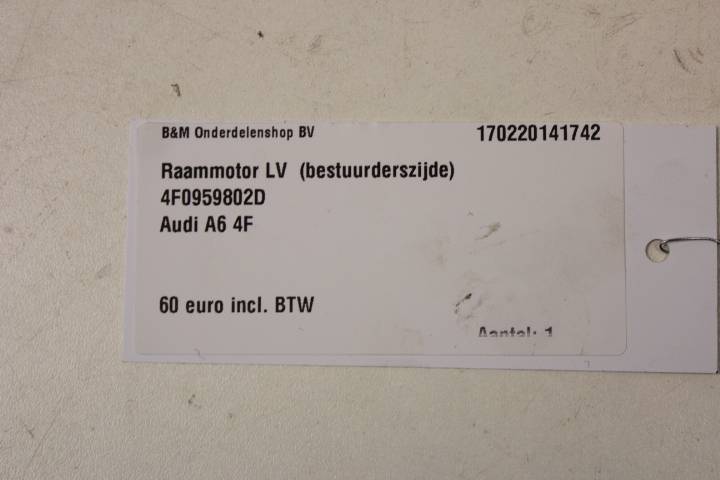 B&M Onderdelenshop BV 170220141742
Raammotor LV (bestuurderszijde)
4F0959802D
Audi A6 4F
60 euro incl. BTW
Aantal: 1